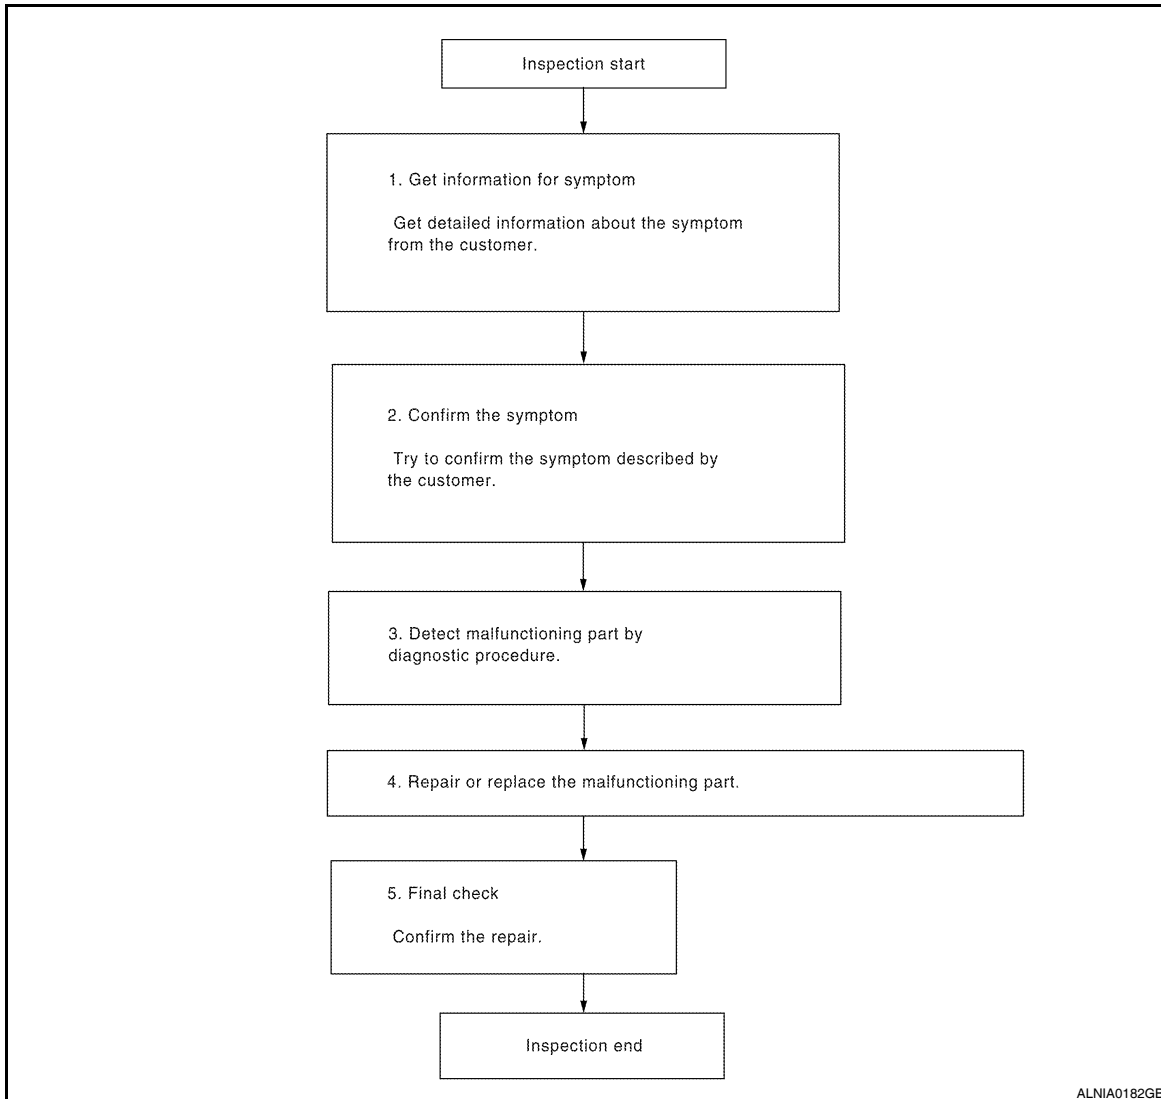 Inspection start
1. Get information for symptom
Get detailed information about the symptom
from the customer.
2. Confirm the symptom
Try to confirm the symptom described by
the customer.
3. Detect malfunctioning part by
diagnostic procedure.
4. Repair or replace the malfunctioning part.
5. Final check
Confirm the repair.
Inspection end
ALNIA0182GB